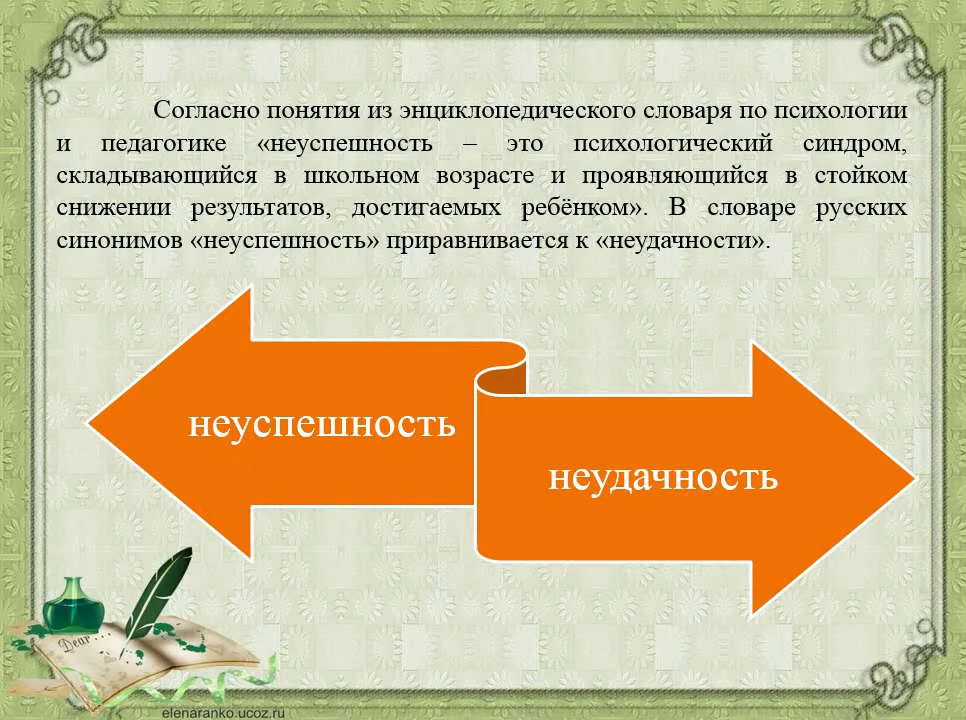 Согласно понятия из энциклопедического словаря по психологии
и педагогике «неуспешность – это психологический синдром,
складывающийся в школьном возрасте и проявляющийся в стойком
снижении результатов, достигаемых ребёнком». В словаре русских
синонимов «неуспешность» приравнивается к «неудачности».
неуспешность
неудачность
Dear...
elenaranko.ucoz.ru